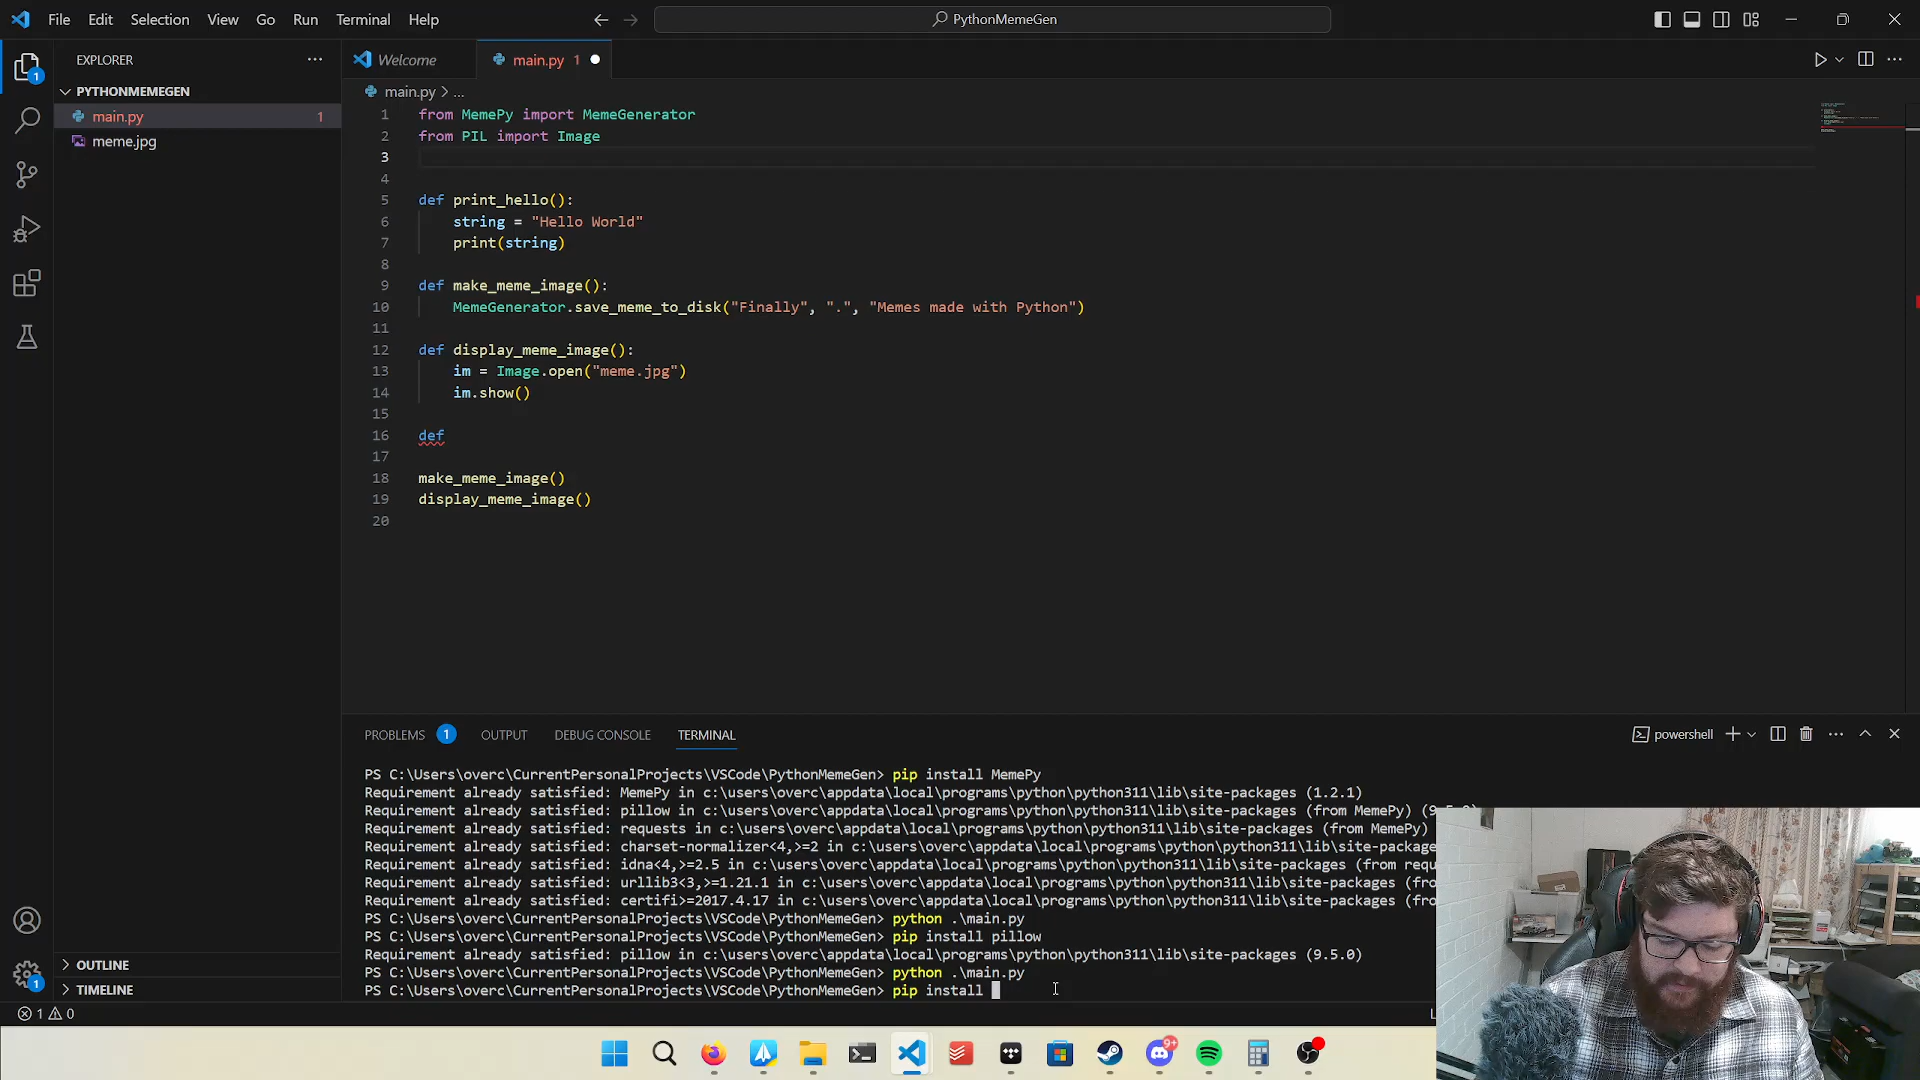 File Edit Selection View Go Run Terminal Help
PythonMemeGen
EXPLORER
PYTHONMEMEGEN
main.py 1
meme.jpg
OUTLINE
TIMELINE
1
1
Welcome
main.py 1
main.py > ...
1 from MemePy import MemeGenerator
2 from PIL import Image
3
4
5 def print_hello():
6 string = "Hello World"
7 print(string)
8
9 def make_meme_image():
10 MemeGenerator.save_meme_to_disk("Finally", ".", "Memes made with Python")
11
12 def display_meme_image():
13 im = Image.open("meme.jpg")
14 im.show()
15
16 def
17
18 make_meme_image()
19 display_meme_image()
20
PROBLEMS 1 OUTPUT DEBUG CONSOLE TERMINAL
powershell
PS C:\Users\overc\CurrentPersonalProjects\VSCode\PythonMemeGen> pip install MemePy
Requirement already satisfied: MemePy in c:\users\overc\appdata\local\programs\python\python311\lib\site-packages (1.2.1)
Requirement already satisfied: pillow in c:\users\overc\appdata\local\programs\python\python311\lib\site-packages (from MemePy)
Requirement already satisfied: requests in c:\users\overc\appdata\local\programs\python\python311\lib\site-packages (from MemePy)
Requirement already satisfied: charset-normalizer<4,>=2 in c:\users\overc\appdata\local\programs\python\python311\lib\site-packages
Requirement already satisfied: idna<4,>=2.5 in c:\users\overc\appdata\local\programs\python\python311\lib\site-packages (from requ
Requirement already satisfied: urllib3<3,>=1.21.1 in c:\users\overc\appdata\local\programs\python\python311\lib\site-packages (fro
Requirement already satisfied: certifi>=2017.4.17 in c:\users\overc\appdata\local\programs\python\python311\lib\site-packages (fro
PS C:\Users\overc\CurrentPersonalProjects\VSCode\PythonMemeGen> python .\main.py
PS C:\Users\overc\CurrentPersonalProjects\VSCode\PythonMemeGen> pip install pillow
Requirement already satisfied: pillow in c:\users\overc\appdata\local\programs\python\python311\lib\site-packages (9.5.0)
PS C:\Users\overc\CurrentPersonalProjects\VSCode\PythonMemeGen> python .\main.py
PS C:\Users\overc\CurrentPersonalProjects\VSCode\PythonMemeGen> pip install
1 0
9+